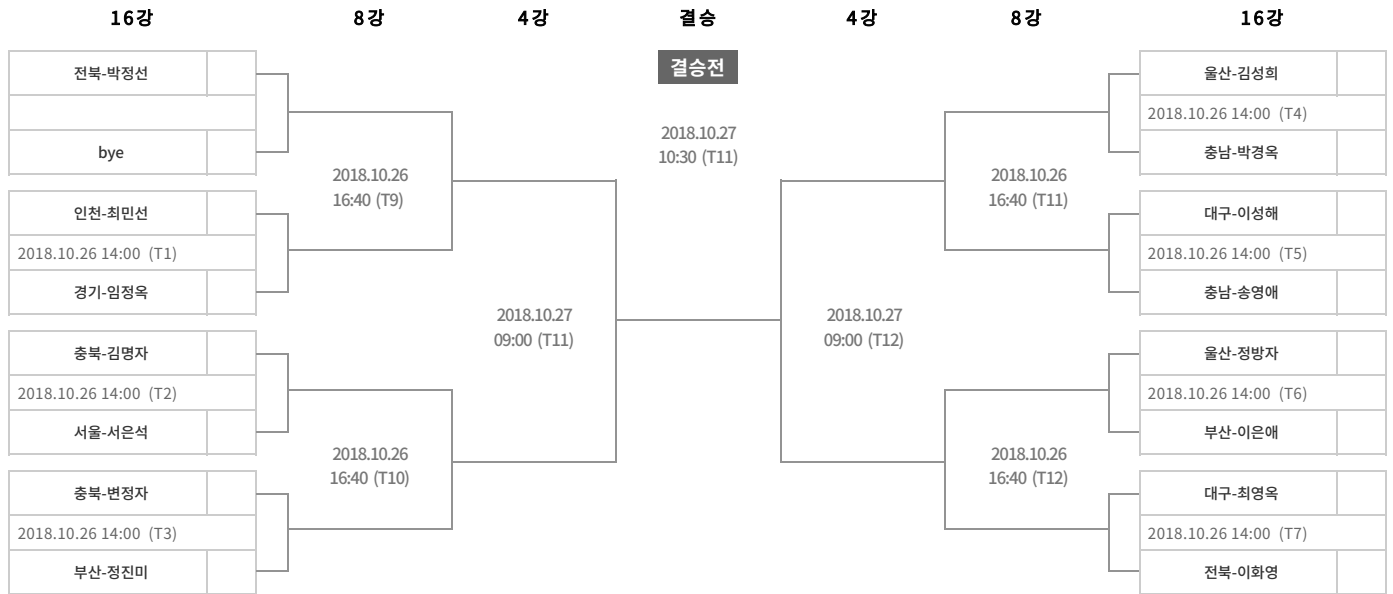 16강 8강 4강 결승 4강 8강 16강
결승전
2018.10.27
10:30 (T11)
전북-박정선
bye
2018.10.26
16:40 (T9)
인천-최민선
2018.10.26 14:00 (T1)
경기-임정옥
2018.10.27
09:00 (T11)
충북-김명자
2018.10.26 14:00 (T2)
서울-서은석
2018.10.26
16:40 (T10)
충북-변정자
2018.10.26 14:00 (T3)
부산-정진미
울산-김성희
2018.10.26 14:00 (T4)
충남-박경옥
2018.10.26
16:40 (T11)
대구-이성해
2018.10.26 14:00 (T5)
충남-송영애
2018.10.27
09:00 (T12)
울산-정방자
2018.10.26 14:00 (T6)
부산-이은애
2018.10.26
16:40 (T12)
대구-최영옥
2018.10.26 14:00 (T7)
전북-이화영